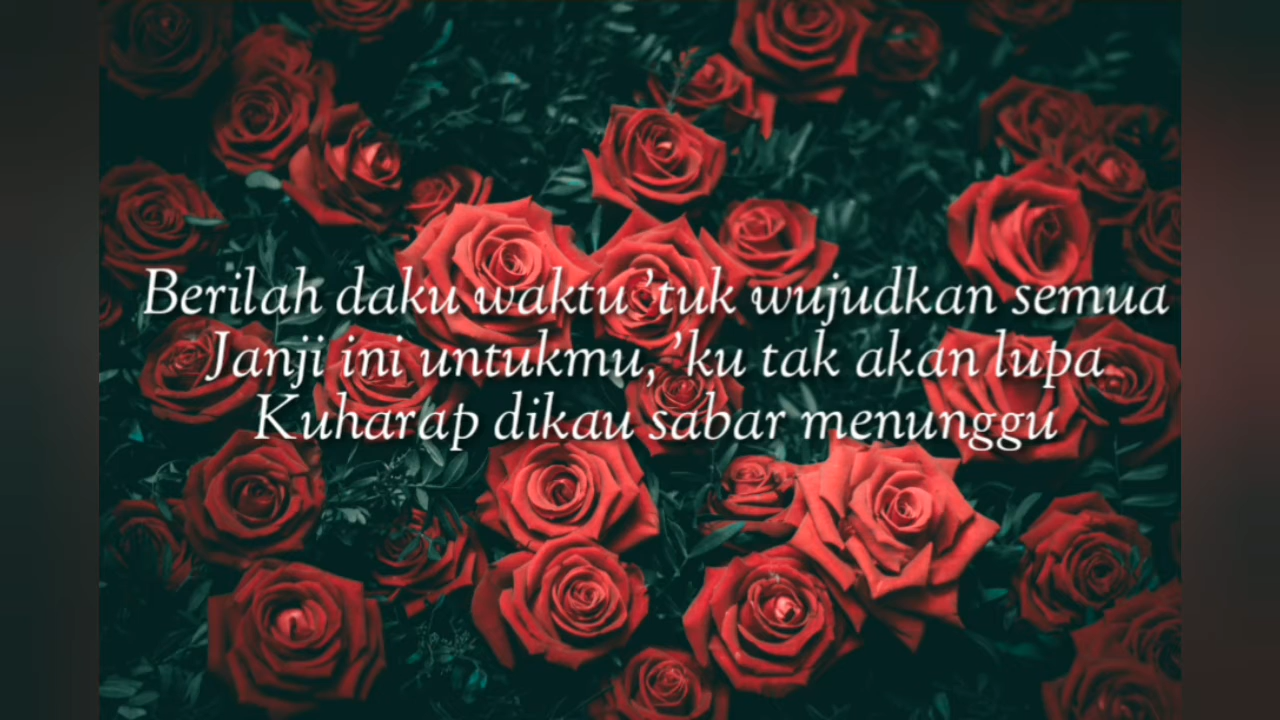 Berilah daku waktu 'tuk wujudkan semua
Janji ini untukmu, 'ku tak akan lupa
Kuharap dikau sabar menunggu